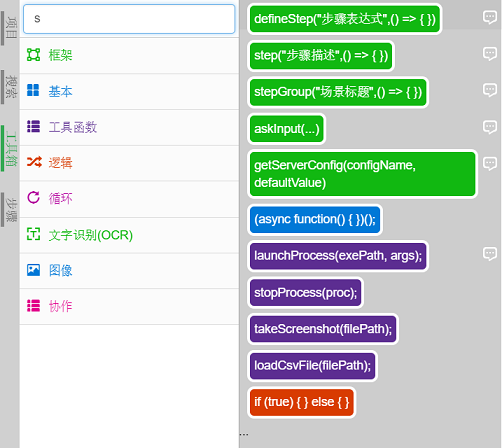 项目
搜索
工具箱
步骤
s
框架
基本
工具函数
逻辑
循环
文字识别(OCR)
图像
协作
defineStep("步骤表达式",() => { })
step("步骤描述",() => { })
stepGroup("场景标题",() => { })
askInput(...)
getServerConfig(configName,
defaultValue)
(async function() { })();
launchProcess(exePath, args);
stopProcess(proc);
takeScreenshot(filePath);
loadCsvFile(filePath);
if (true) { } else { }
...